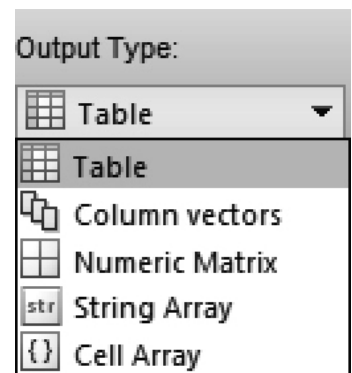 Output Type:
Table
Table
Column vectors
Numeric Matrix
str String Array
{} Cell Array